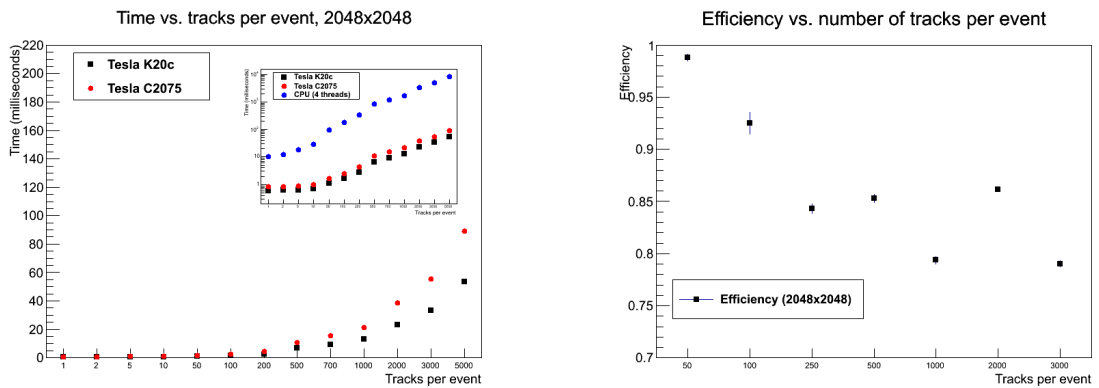 Time vs. tracks per event, 2048x2048
Time (milliseconds)
220
200
180
160
140
120
100
80
60
40
20
0
Tesla K20c
Tesla C2075
Time (milliseconds)
Tesla K20c
Tesla C2075
CPU (4 threads)
10
1
Tracks per event
1 2 5 10 50 100 200 500 700 1000 2000 3000 5000
Tracks per event
Efficiency vs. number of tracks per event
Efficiency
1
0.95
0.9
0.85
0.8
0.75
0.7
Efficiency (2048x2048)
50 100 250 500 1000 2000 3000
Tracks per event